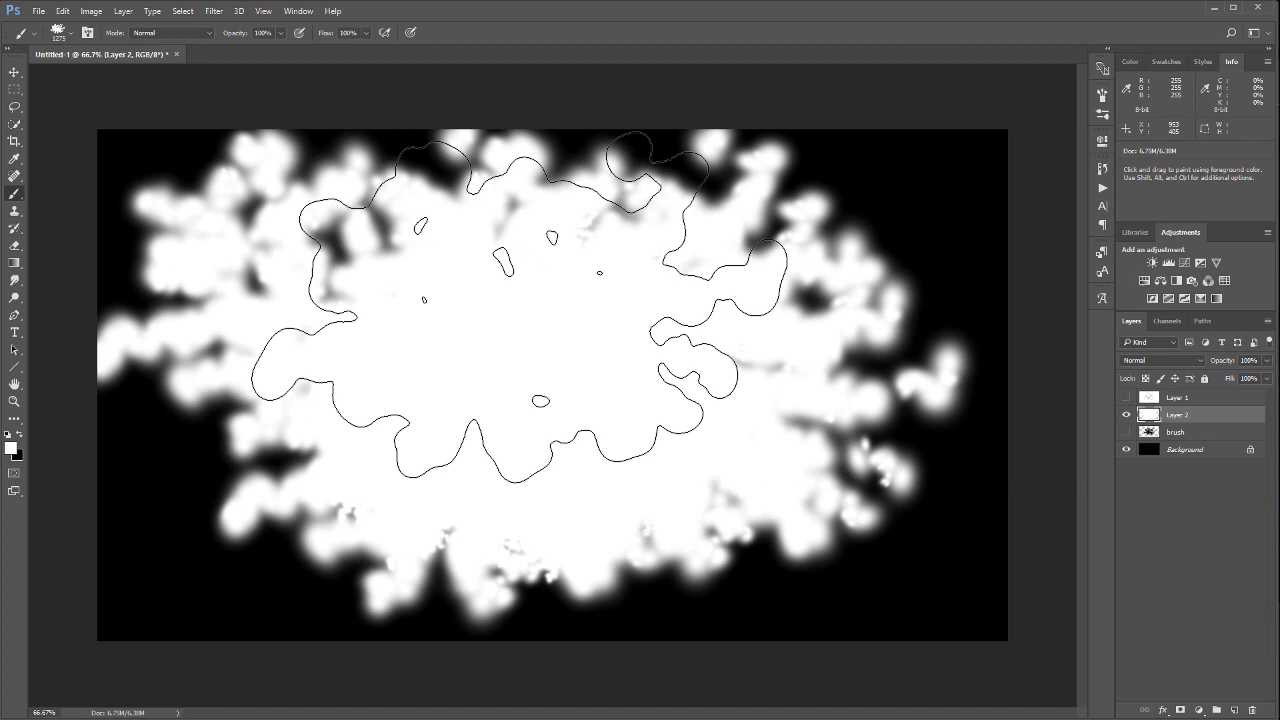 Ps File Edit Image Layer Type Select Filter 3D View Window Help
1275 Mode: Normal Opacity: 100% Flow: 100%
Untitled-1 @ 66.7% (Layer 2, RGB/8*) * ×
Color Swatches Styles Info
R: 255 C: 0%
G: 255 M: 0%
B: 255 Y: 0%
K: 0%
8-bit 8-bit
X: 953 W:
Y: 405 H:
Doc: 6.75M/6.38M
Click and drag to paint using foreground color.
Use Shift, Alt, and Ctrl for additional options.
Libraries Adjustments
Add an adjustment
Layers Channels Paths
Kind
Normal Opacity: 100%
Lock: Fill: 100%
Layer 1
Layer 2
brush
Background
66.67% Doc: 6.75M/6.38M